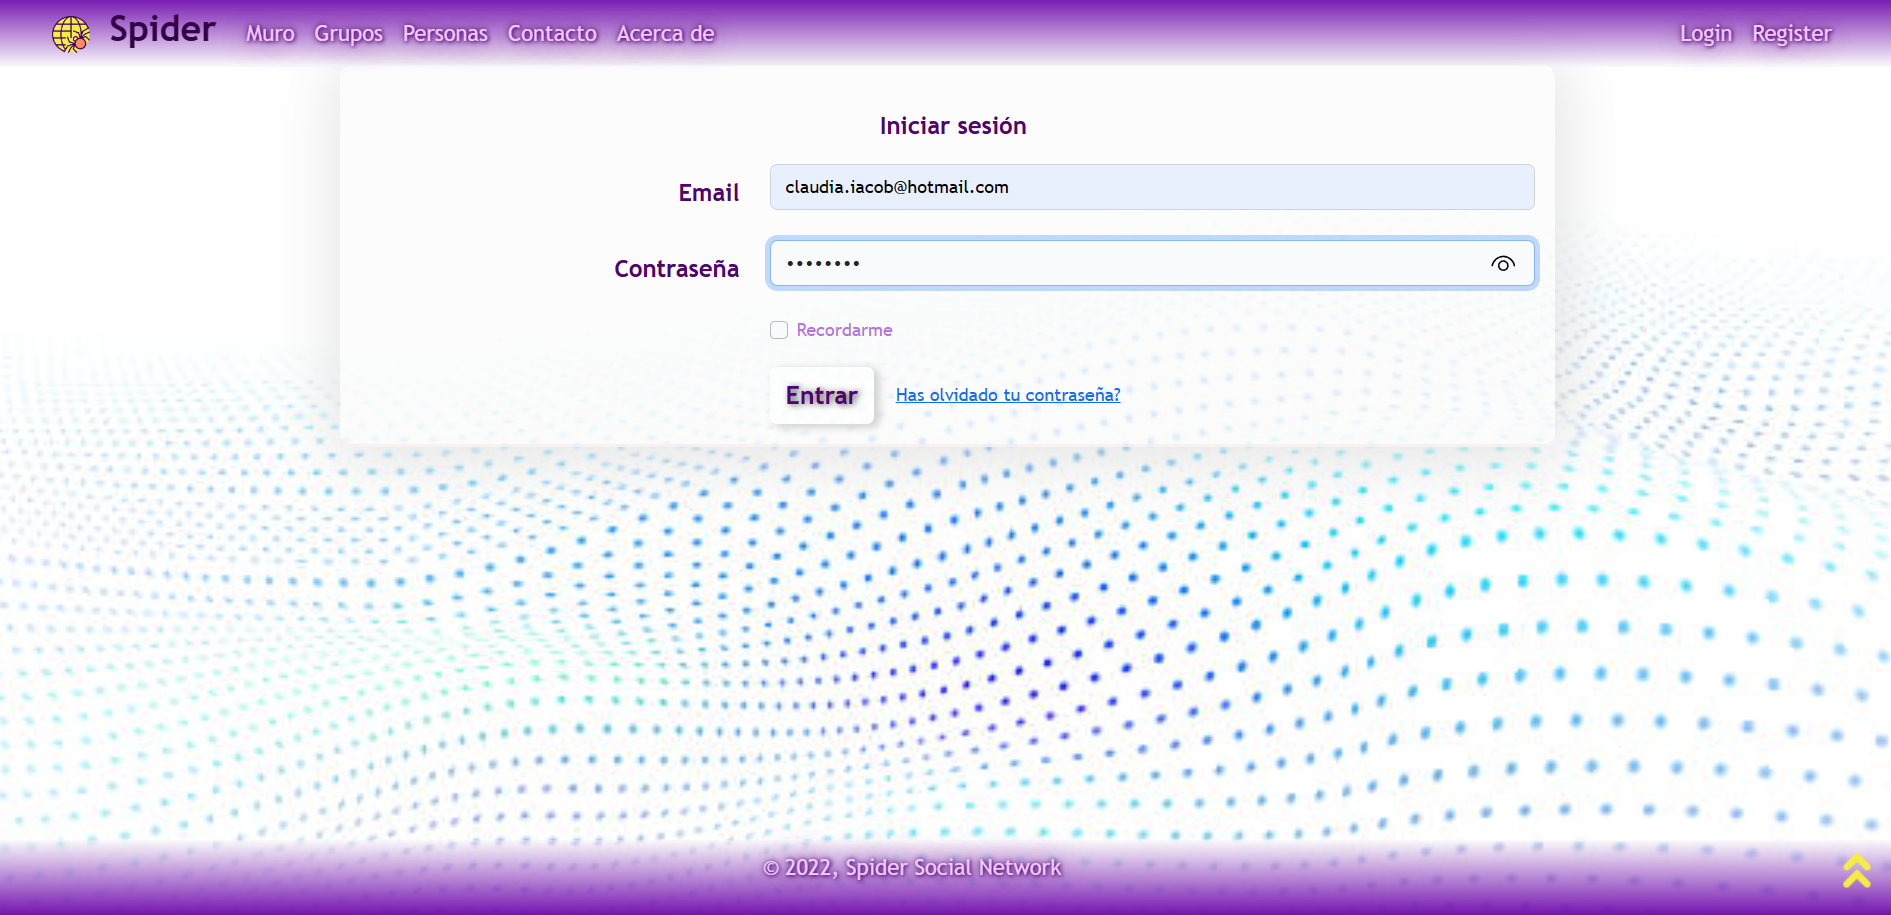 Spider Muro Grupos Personas Contacto Acerca de Login Register
Iniciar sesión
Email claudia.iacob@hotmail.com
Contraseña ••••••••
Recordarme
Entrar Has olvidado tu contraseña?
© 2022, Spider Social Network